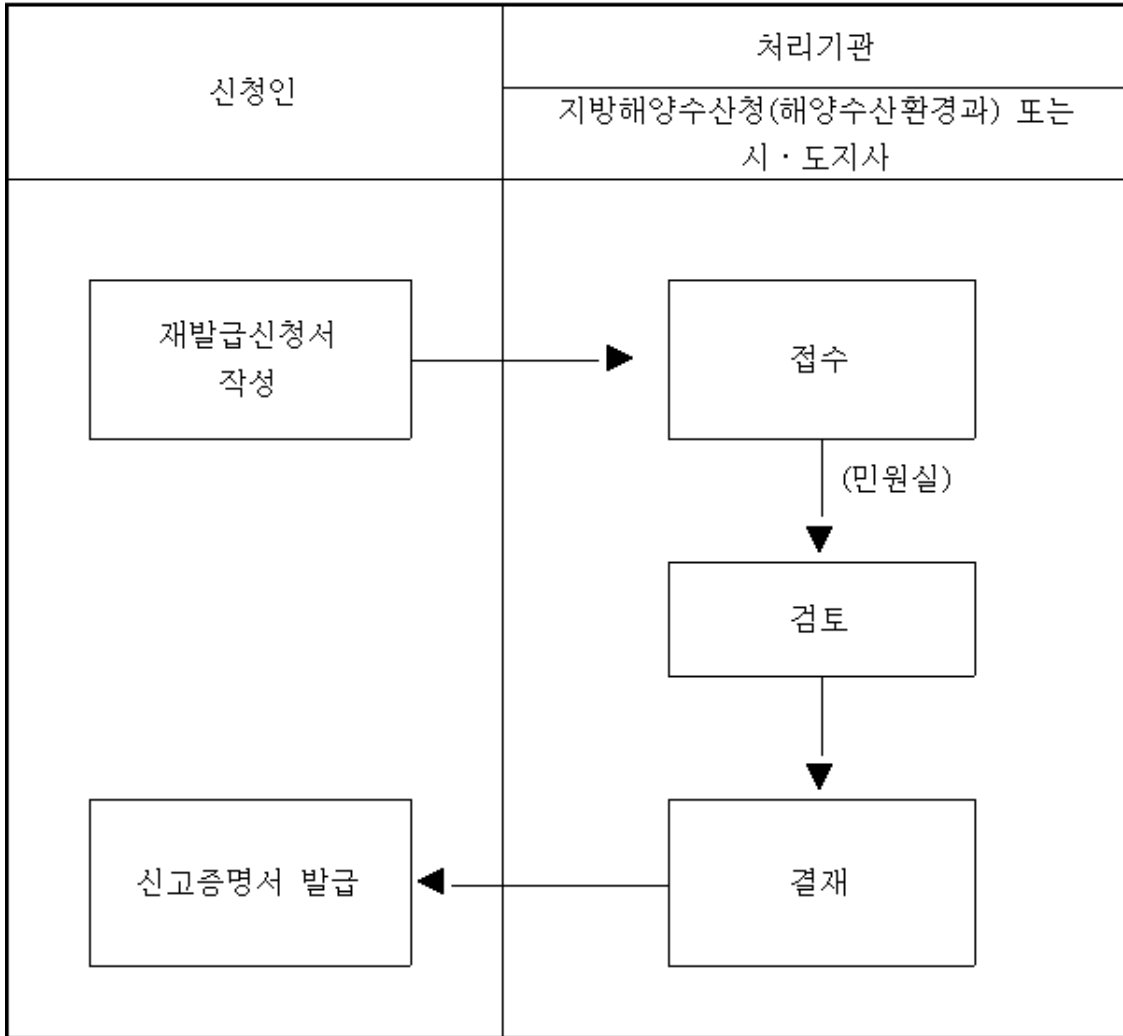 신청인
처리기관
지방해양수산청(해양수산환경과) 또는
시·도지사
재발급신청서
작성
접수
(민원실)
검토
신고증명서 발급
결재